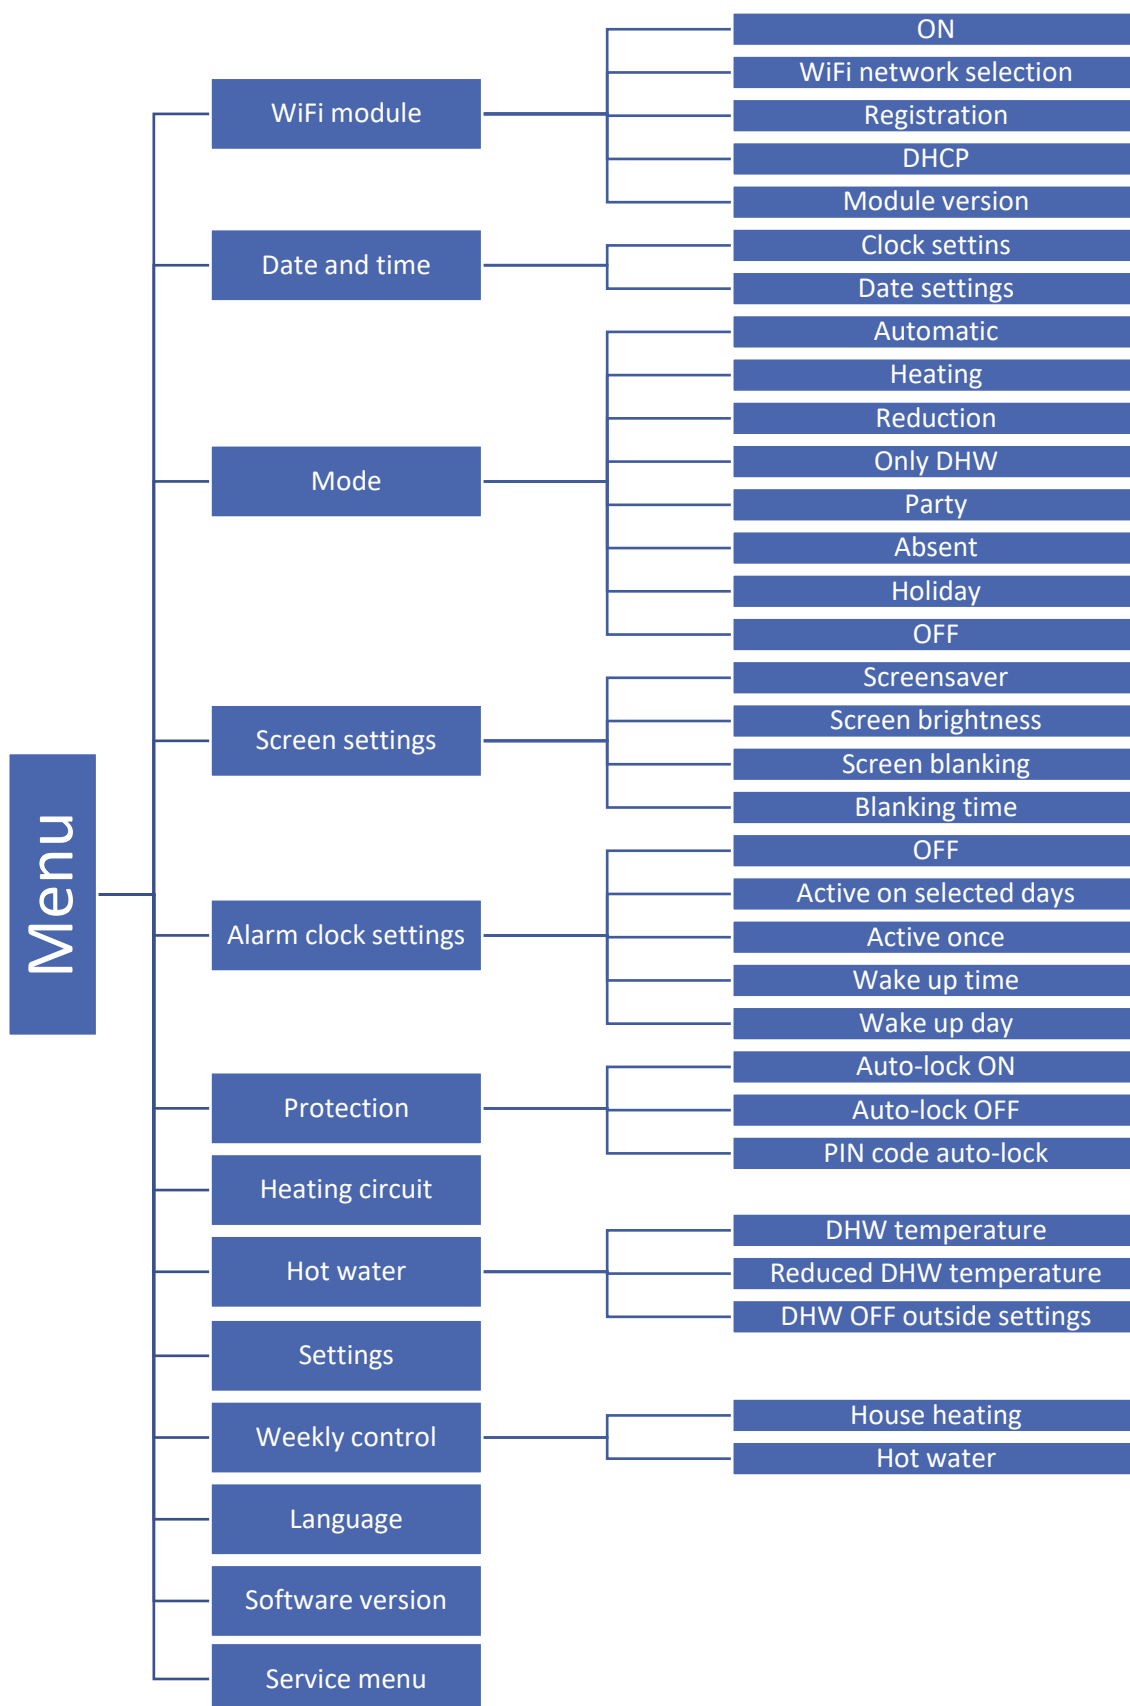 Menu
WiFi module
ON
WiFi network selection
Registration
DHCP
Module version
Date and time
Clock settins
Date settings
Mode
Automatic
Heating
Reduction
Only DHW
Party
Absent
Holiday
OFF
Screen settings
Screensaver
Screen brightness
Screen blanking
Blanking time
Alarm clock settings
OFF
Active on selected days
Active once
Wake up time
Wake up day
Protection
Auto-lock ON
Auto-lock OFF
PIN code auto-lock
Heating circuit
Hot water
DHW temperature
Reduced DHW temperature
DHW OFF outside settings
Settings
Weekly control
House heating
Hot water
Language
Software version
Service menu